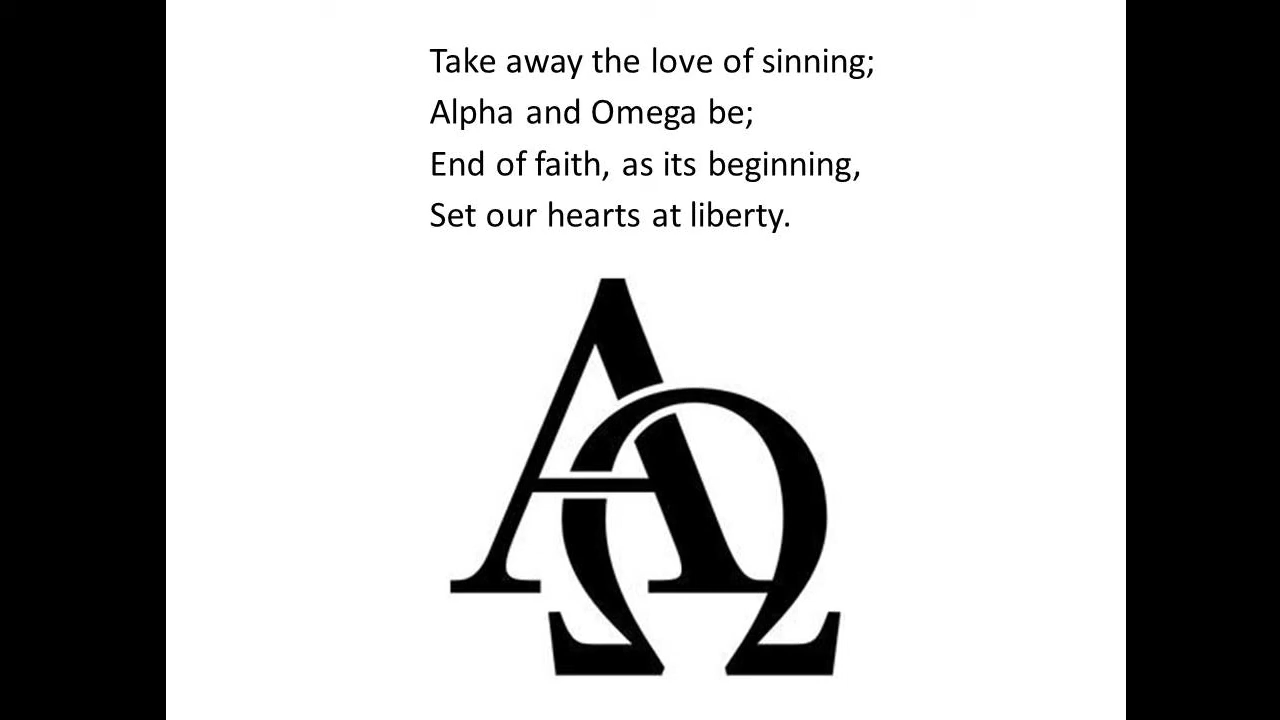 Take away the love of sinning;
Alpha and Omega be;
End of faith, as its beginning,
Set our hearts at liberty.
ΑΩ